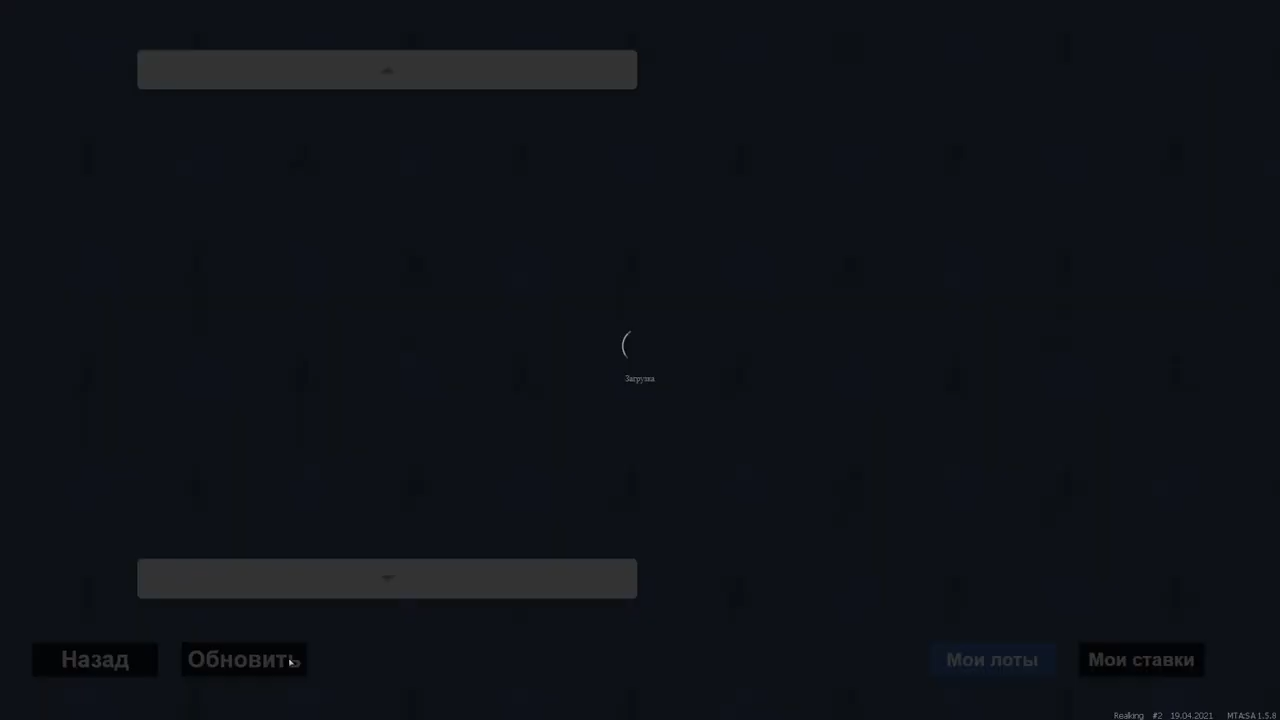 Загрузка
Назад
Обновить
Мои лоты
Мои ставки
Realking #2 19.04.2021 MTA:SA 1.5.8